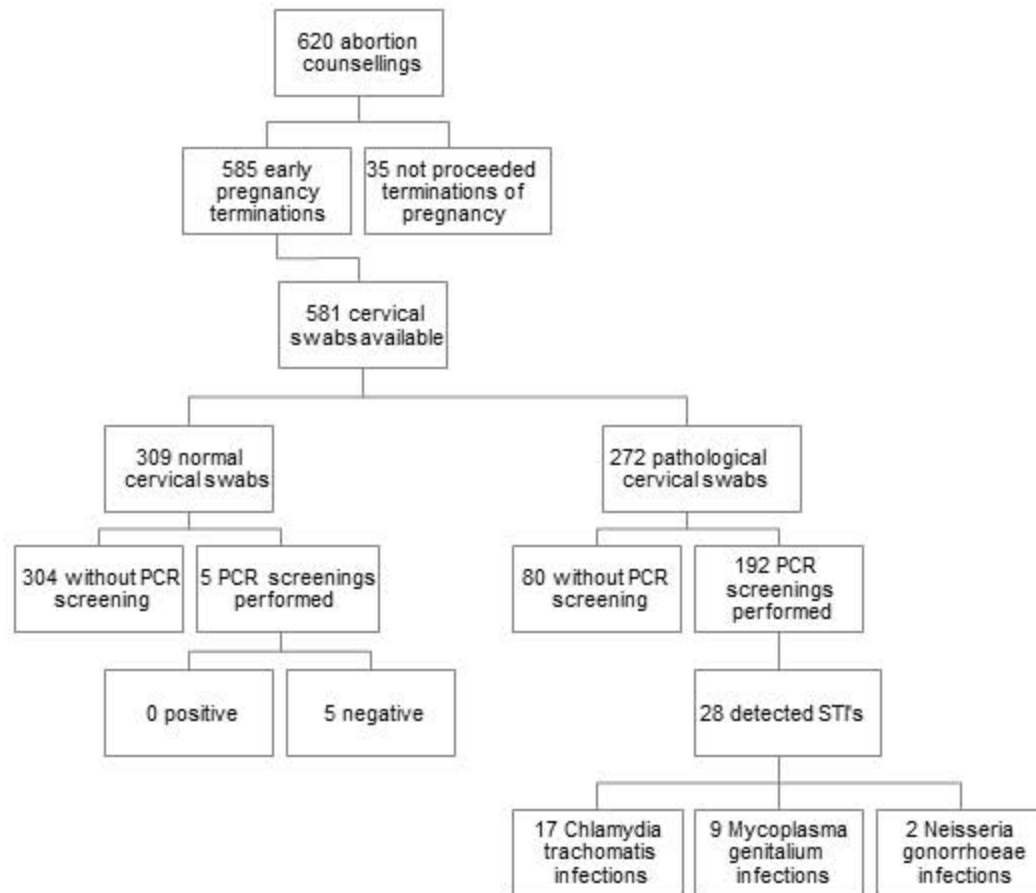 620 abortion
counsellings
585 early
pregnancy
terminations
35 not proceeded
terminations of
pregnancy
581 cervical
swabs available
309 normal
cervical swabs
272 pathological
cervical swabs
304 without PCR
screening
5 PCR screenings
performed
80 without PCR
screening
192 PCR
screenings
performed
0 positive
5 negative
28 detected STI's
17 Chlamydia
trachomatis
infections
9 Mycoplasma
genitalium
infections
2 Neisseria
gonorrhoeae
infections